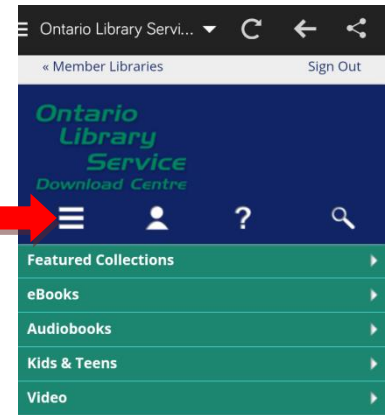 Ontario Library Servi...
« Member Libraries Sign Out
Ontario
Library
Service
Download Centre
?
Featured Collections
eBooks
Audiobooks
Kids & Teens
Video